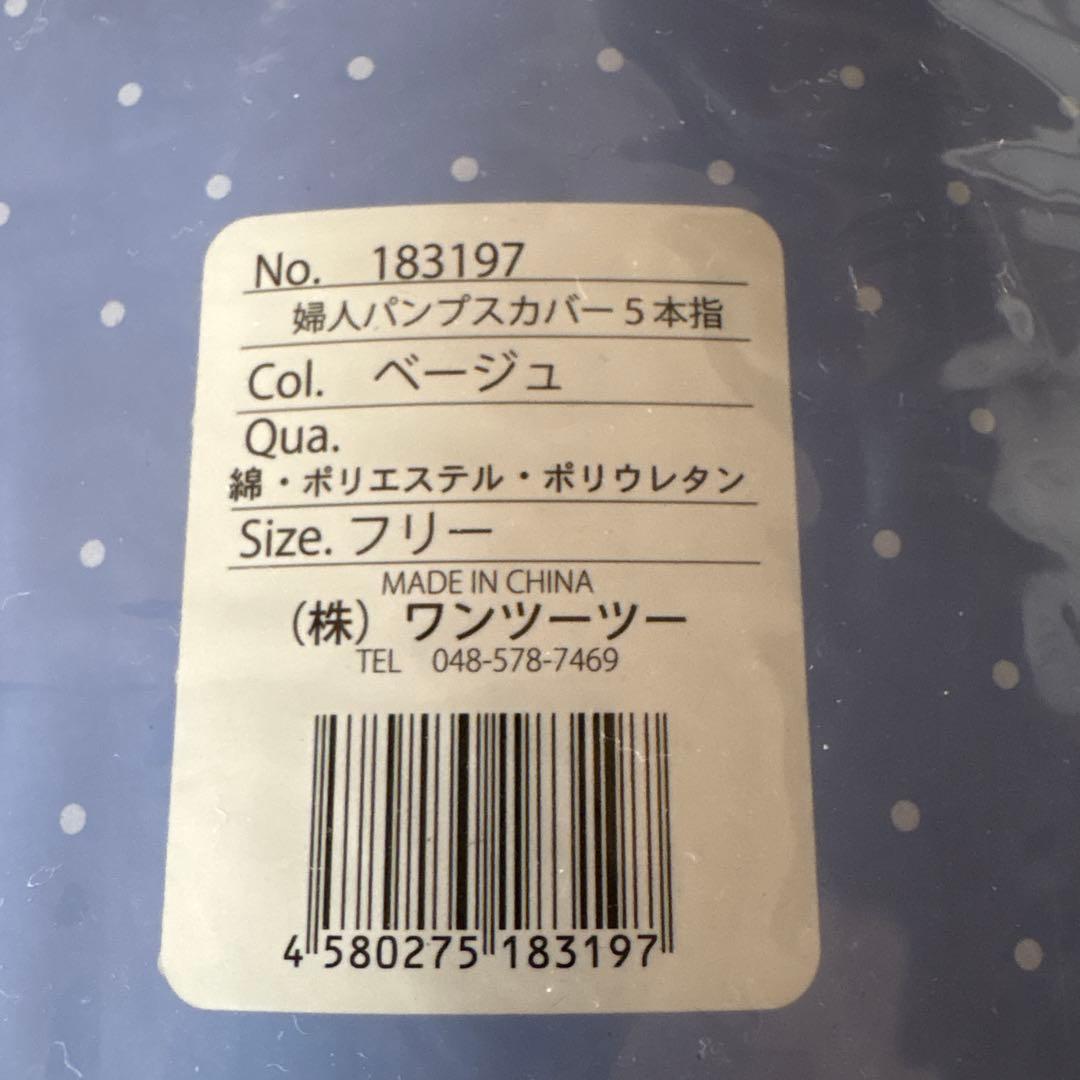 No. 183197
婦人パンプスカバー５本指
Col. ベージュ
Qua.
綿・ポリエステル・ポリウレタン
Size. フリー
MADE IN CHINA
（株）ワンツーツー
TEL 048-578-7469
4 580275 183197